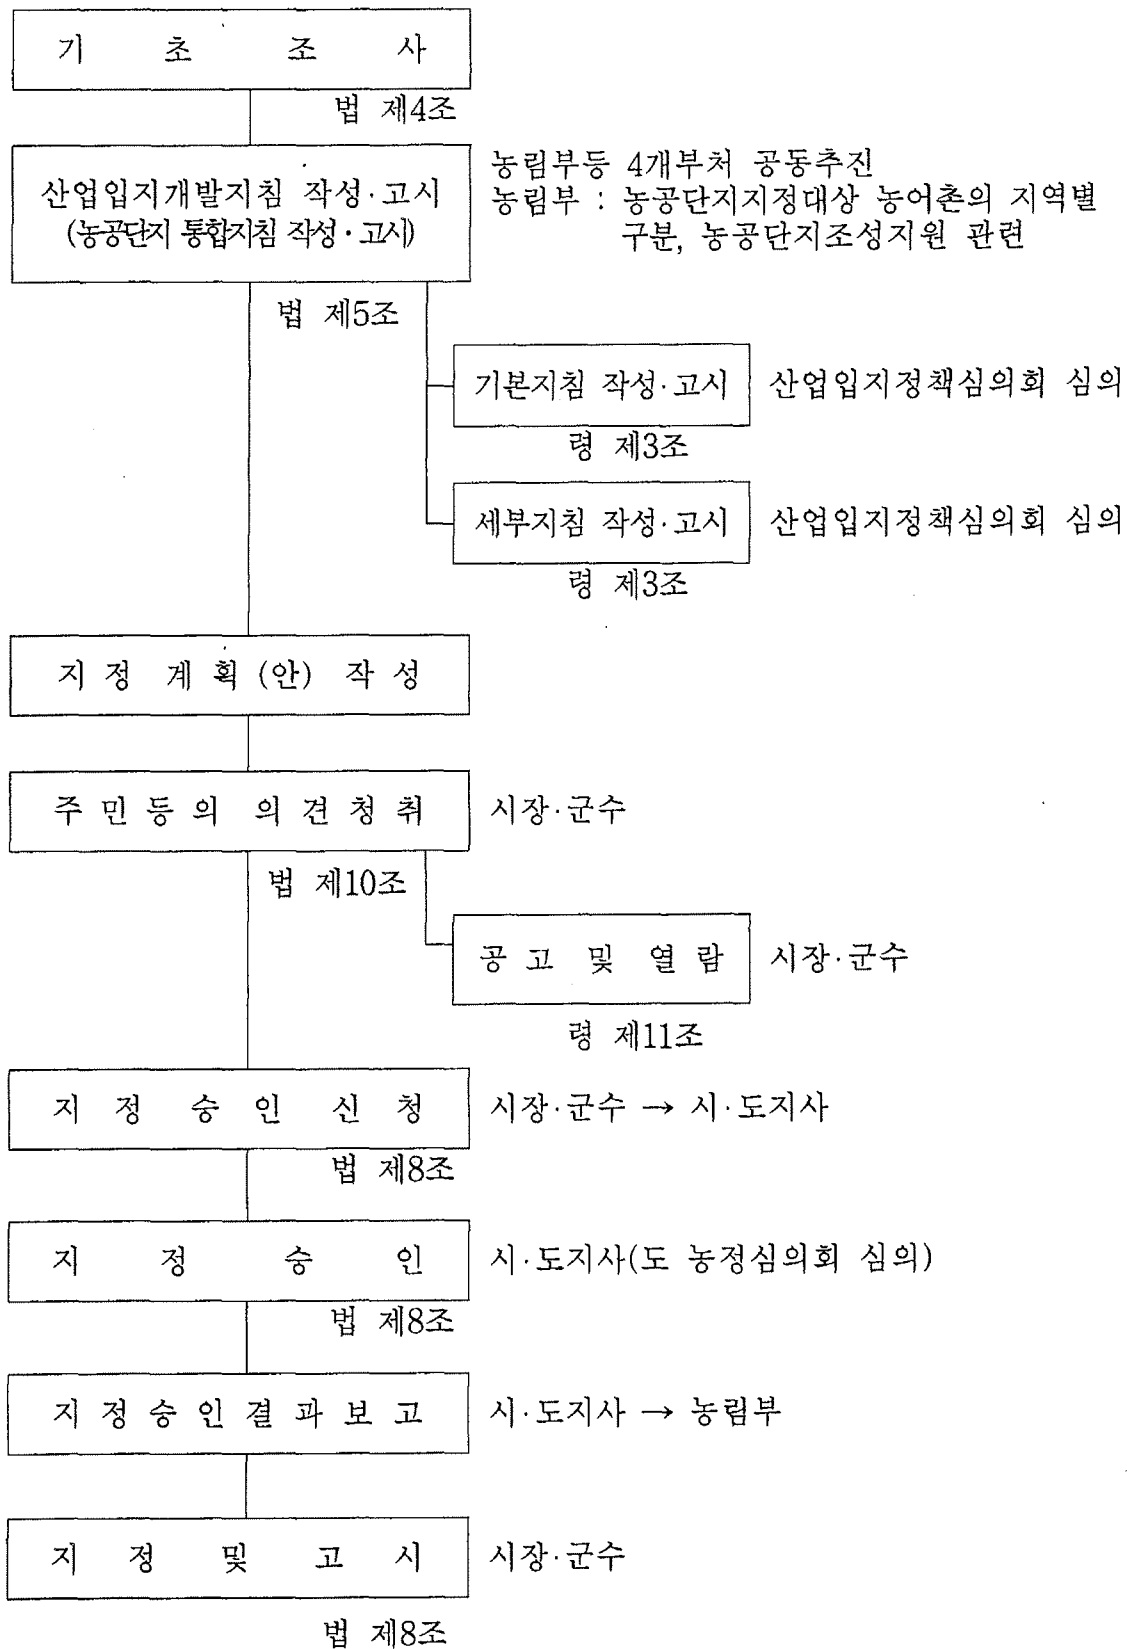 기 초 조 사
법 제4조
산업입지개발지침 작성·고시
(농공단지 통합지침 작성·고시)
농림부등 4개부처 공동추진
농림부 : 농공단지지정대상 농어촌의 지역별
구분, 농공단지조성지원 관련
법 제5조
기본지침 작성·고시 산업입지정책심의회 심의
령 제3조
세부지침 작성·고시 산업입지정책심의회 심의
령 제3조
지 정 계 획 (안) 작 성
주 민 등 의 의 견 청 취 시장·군수
법 제10조
공 고 및 열 람 시장·군수
령 제11조
지 정 승 인 신 청 시장·군수 → 시·도지사
법 제8조
지 정 승 인 시·도지사(도 농정심의회 심의)
법 제8조
지 정 승 인 결 과 보 고 시·도지사 → 농림부
지 정 및 고 시 시장·군수
법 제8조